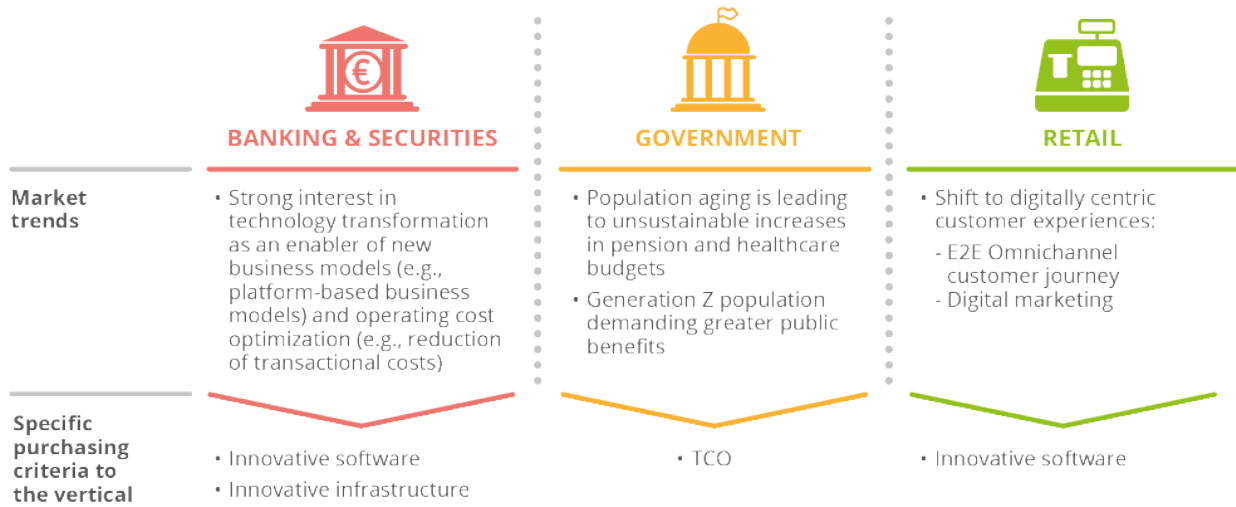 €
BANKING & SECURITIES
GOVERNMENT
RETAIL
Market
trends
• Strong interest in
technology transformation
as an enabler of new
business models (e.g.,
platform-based business
models) and operating cost
optimization (e.g., reduction
of transactional costs)
• Population aging is leading
to unsustainable increases
in pension and healthcare
budgets
• Generation Z population
demanding greater public
benefits
• Shift to digitally centric
customer experiences:
- E2E Omnichannel
customer journey
- Digital marketing
Specific
purchasing
criteria to
the vertical
• Innovative software
• Innovative infrastructure
• TCO
• Innovative software